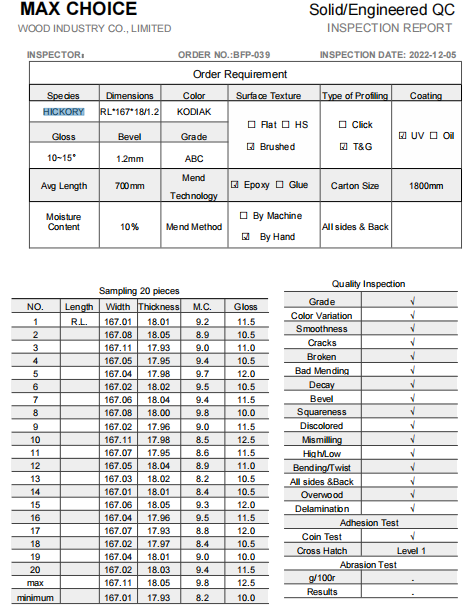 MAX CHOICE Solid/Engineered QC
WOOD INDUSTRY CO., LIMITED INSPECTION REPORT
INSPECTOR: ORDER NO.:BFP-039 INSPECTION DATE: 2022-12-05
Order Requirement
Species Dimensions Color Surface Texture Type of Profiling Coating
HICKORY RL*167*18/1.2 KODIAK ☐ Flat ☐ HS ☐ Click ☑ UV ☐ Oil
Gloss Bevel Grade ☑ Brushed ☑ T&G
10~15° 1.2mm ABC
Avg Length 700mm Mend Technology ☑ Epoxy ☐ Glue Carton Size 1800mm
Moisture Content 10% Mend Method ☐ By Machine ☑ By Hand All sides & Back
Sampling 20 pieces
NO. Length Width Thickness M.C. Gloss
1 R.L. 167.01 18.01 9.2 11.5
2 167.08 18.05 8.9 10.5
3 167.11 17.93 9.0 11.0
4 167.05 17.95 9.4 10.5
5 167.04 17.98 9.7 12.0
6 167.02 18.02 9.5 10.5
7 167.06 18.04 9.4 11.5
8 167.08 18.00 9.8 10.0
9 167.02 17.96 9.0 11.5
10 167.11 17.98 8.5 12.5
11 167.07 17.95 8.6 11.5
12 167.05 18.04 8.9 11.0
13 167.03 18.02 8.2 10.5
14 167.01 18.01 8.4 10.5
15 167.02 17.96 9.3 12.0
16 167.04 17.96 9.5 11.5
17 167.07 17.93 8.8 12.0
18 167.02 17.97 8.4 10.5
19 167.04 18.01 9.0 10.0
20 167.02 18.03 9.4 11.5
max 167.11 18.05 9.8 12.5
minimum 167.01 17.93 8.2 10.0
Quality Inspection
Grade √
Color Variation √
Smoothness √
Cracks √
Broken √
Bad Mending √
Decay √
Bevel √
Squareness √
Discolored √
Mismilling √
High/Low √
Bending/Twist √
All sides &Back √
Overwood √
Delamination √
Adhesion Test
Coin Test √
Cross Hatch Level 1
Abrasion Test
g/100r .
Results .